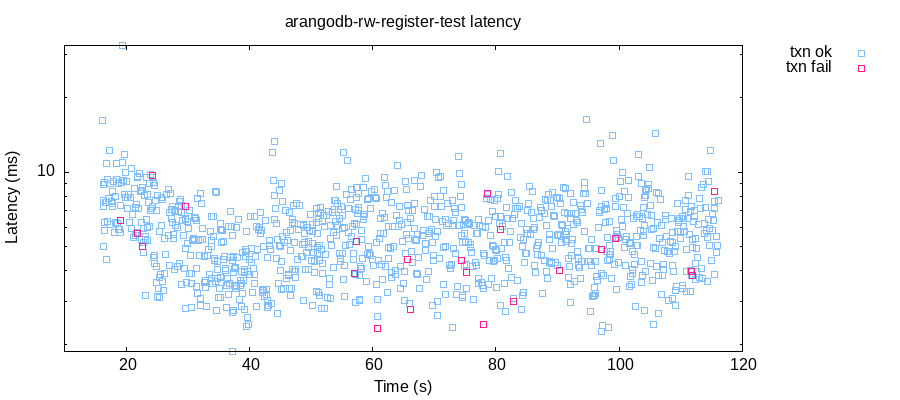 arangodb-rw-register-test latency
txn ok
txn fail
Latency (ms)
10
20 40 60 80 100 120
Time (s)